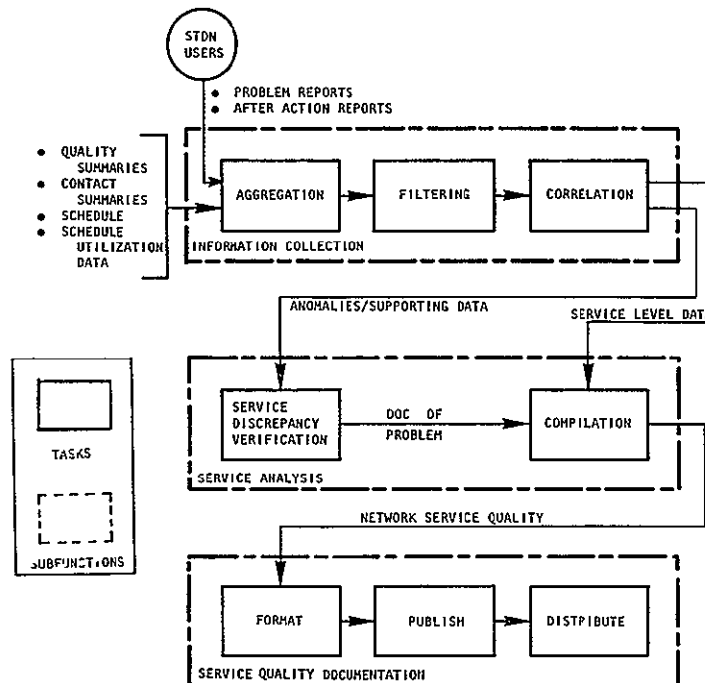 STDN
USERS
● PROBLEM REPORTS
● AFTER ACTION REPORTS
● QUALITY
SUMMARIES
● CONTACT
SUMMARIES
● SCHEDULE
● SCHEDULE
UTILIZATION
DATA
AGGREGATION
FILTERING
CORRELATION
INFORMATION COLLECTION
ANOMALIES/SUPPORTING DATA
SERVICE LEVEL DAT
SERVICE
DISCREPANCY
VERIFICATION
DOC OF
PROBLEM
COMPILATION
SERVICE ANALYSIS
TASKS
SUBFUNCTIONS
NETWORK SERVICE QUALITY
FORMAT
PUBLISH
DISTPIBUTE
SERVICE QUALITY DOCUMENTATION